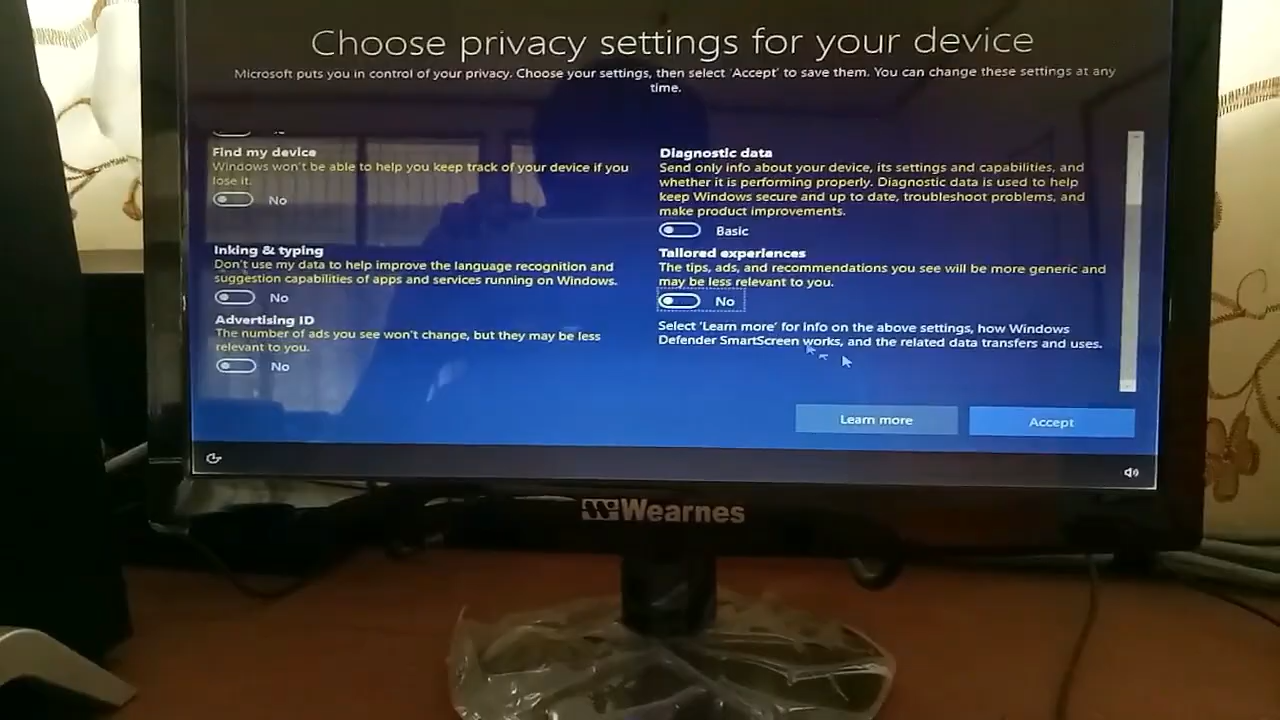 Choose privacy settings for your device
Microsoft puts you in control of your privacy. Choose your settings, then select 'Accept' to save them. You can change these settings at any
time.
Find my device
Windows won't be able to help you keep track of your device if you
lose it.
No
Inking & typing
Don't use my data to help improve the language recognition and
suggestion capabilities of apps and services running on Windows.
No
Advertising ID
The number of ads you see won't change, but they may be less
relevant to you.
No
Diagnostic data
Send only info about your device, its settings and capabilities, and
whether it is performing properly. Diagnostic data is used to help
keep Windows secure and up to date, troubleshoot problems, and
make product improvements.
Basic
Tailored experiences
The tips, ads, and recommendations you see will be more generic and
may be less relevant to you.
No
Select 'Learn more' for info on the above settings, how Windows
Defender SmartScreen works, and the related data transfers and uses.
Learn more
Accept
Wearnes